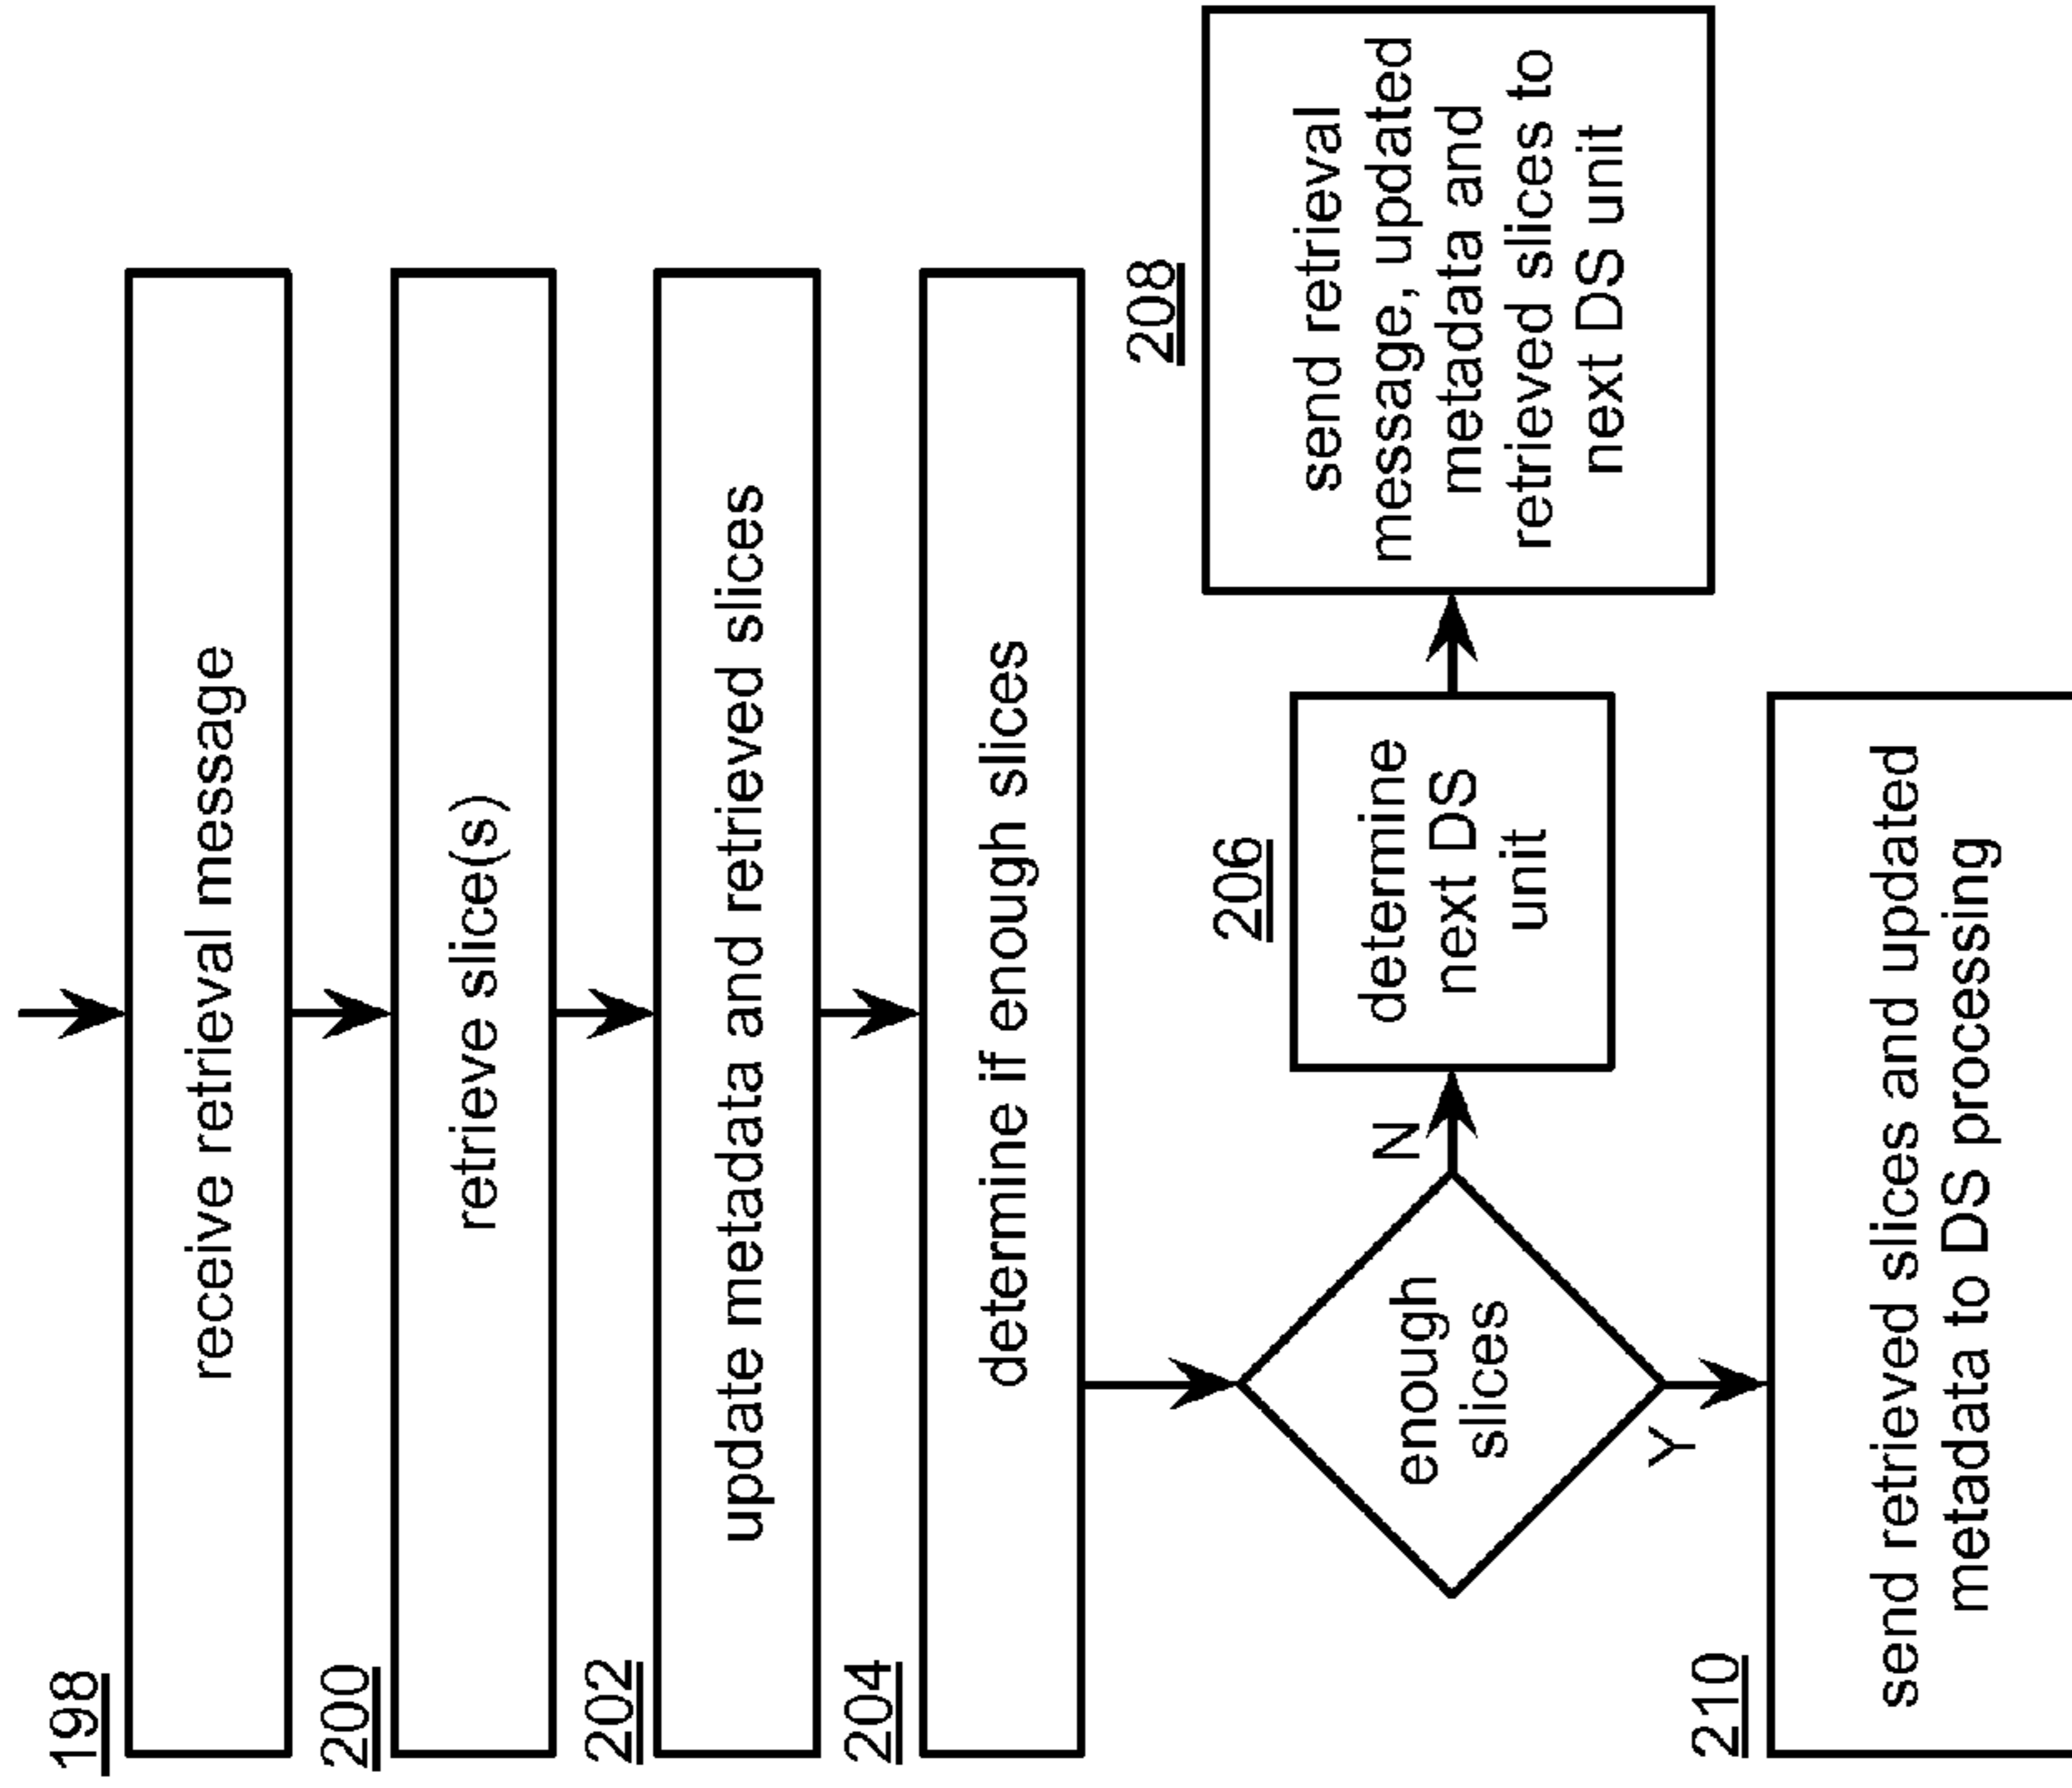 198
receive retrieval message
200
retrieve slice(s)
202
update metadata and retrieved slices
204
determine if enough slices
enough
slices
N
Y
206
determine
next DS
unit
208
send retrieval
message, updated
metadata and
retrieved slices to
next DS unit
210
send retrieved slices and updated
metadata to DS processing